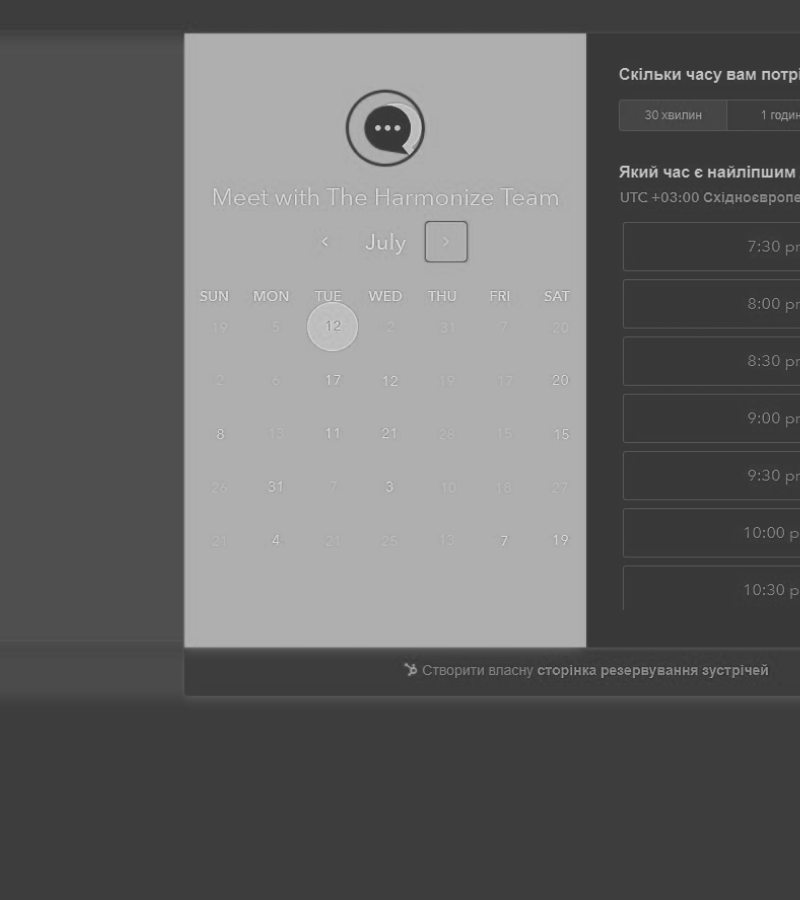 Meet with The Harmonize Team
July
SUN MON TUE WED THU FRI SAT
19 5 12 2 31 7 20
2 6 17 12 19 17 20
8 13 11 21 28 15 15
26 31 7 3 10 18 27
21 4 21 25 13 7 19
Скільки часу вам потрі
30 хвилин 1 годин
Який час є найліпшим
UTC +03:00 Східноєвропе
7:30 pr
8:00 pr
8:30 pr
9:00 pr
9:30 pr
10:00 p
10:30 p
Створити власну сторінка резервування зустрічей